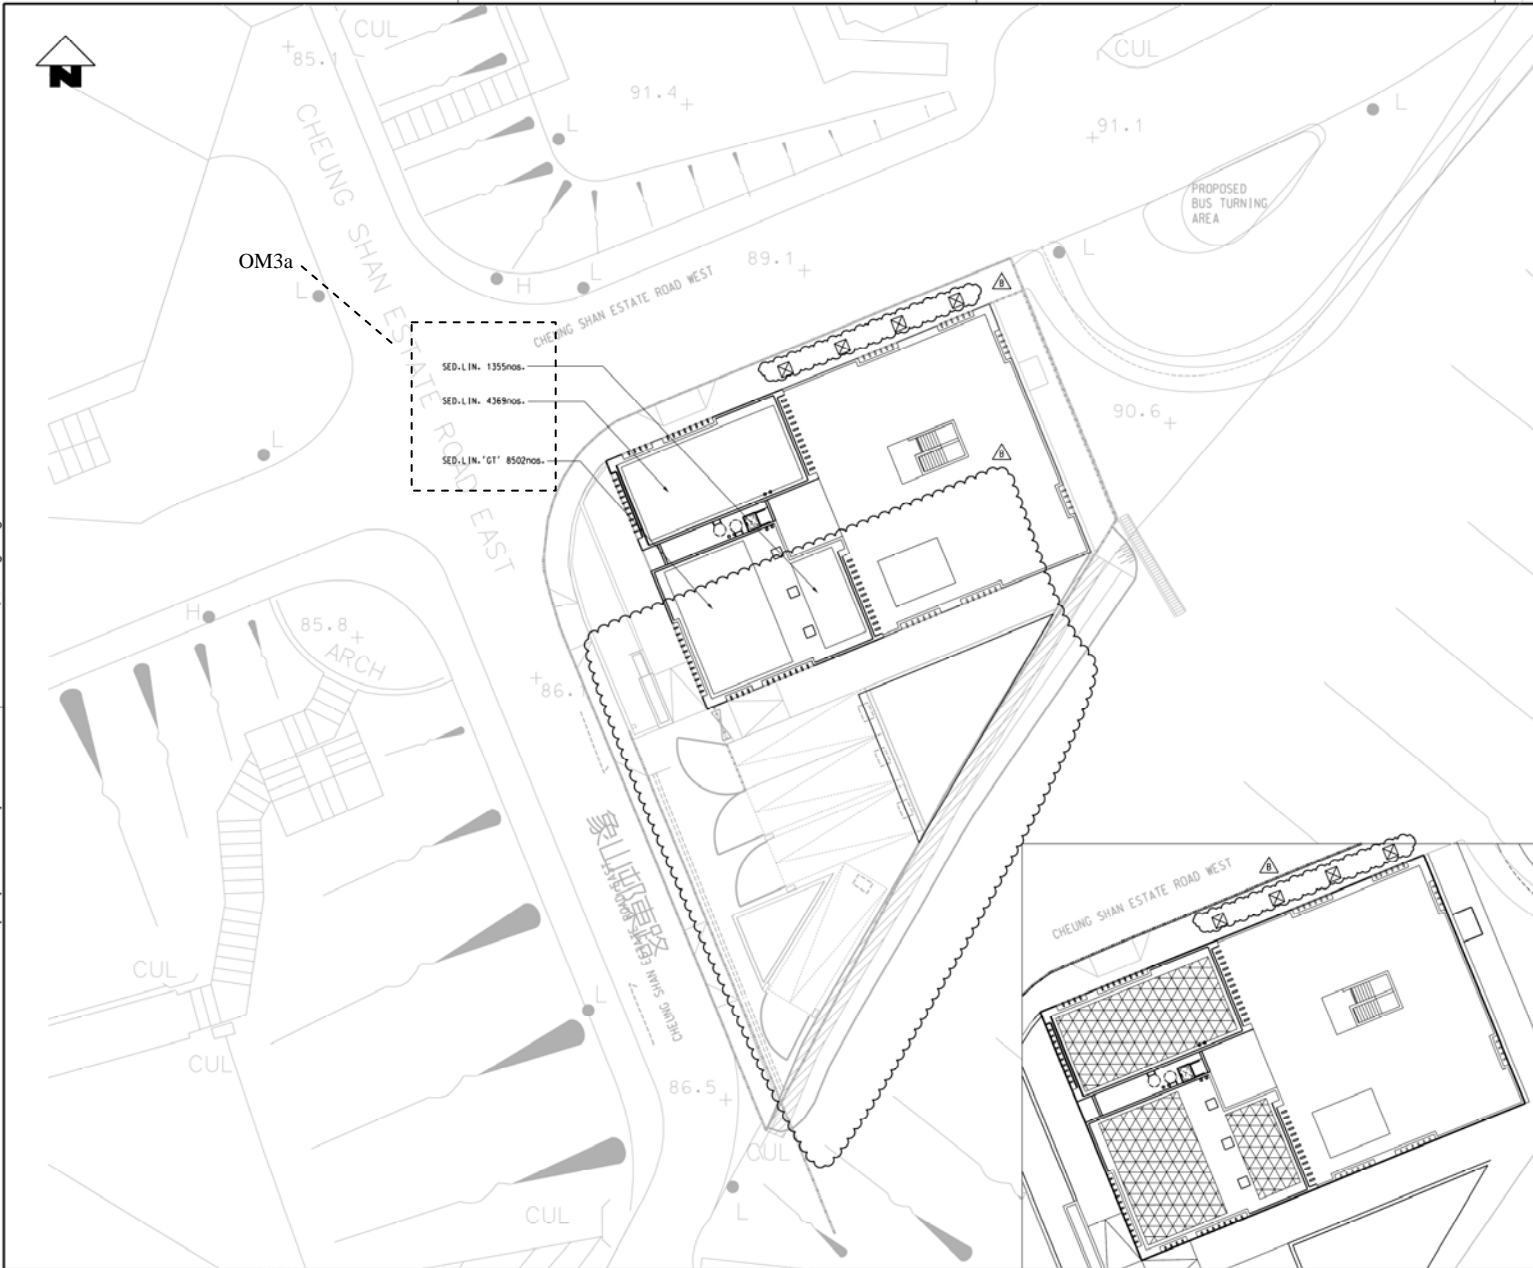 CUL
CUL
N
85.1
91.4
L
91.1
L
CHEUNG SHAN ESTATE ROAD EAST
PROPOSED
BUS TURNING
AREA
OM3a
89.1
L
L
H
L
CHEUNG SHAN ESTATE ROAD WEST
B
SED.LIN. 1355nos.
SED.LIN. 4369nos.
SED.LIN.'GT' 8502nos.
90.6
L
B
H
85.8
ARCH
86.1
象山邨東路
CHEUNG SHAN ESTATE ROAD EAST
CHEUNG SHAN ESTATE ROAD WEST
B
CUL
L
CUL
86.5
CUL
L
CUL